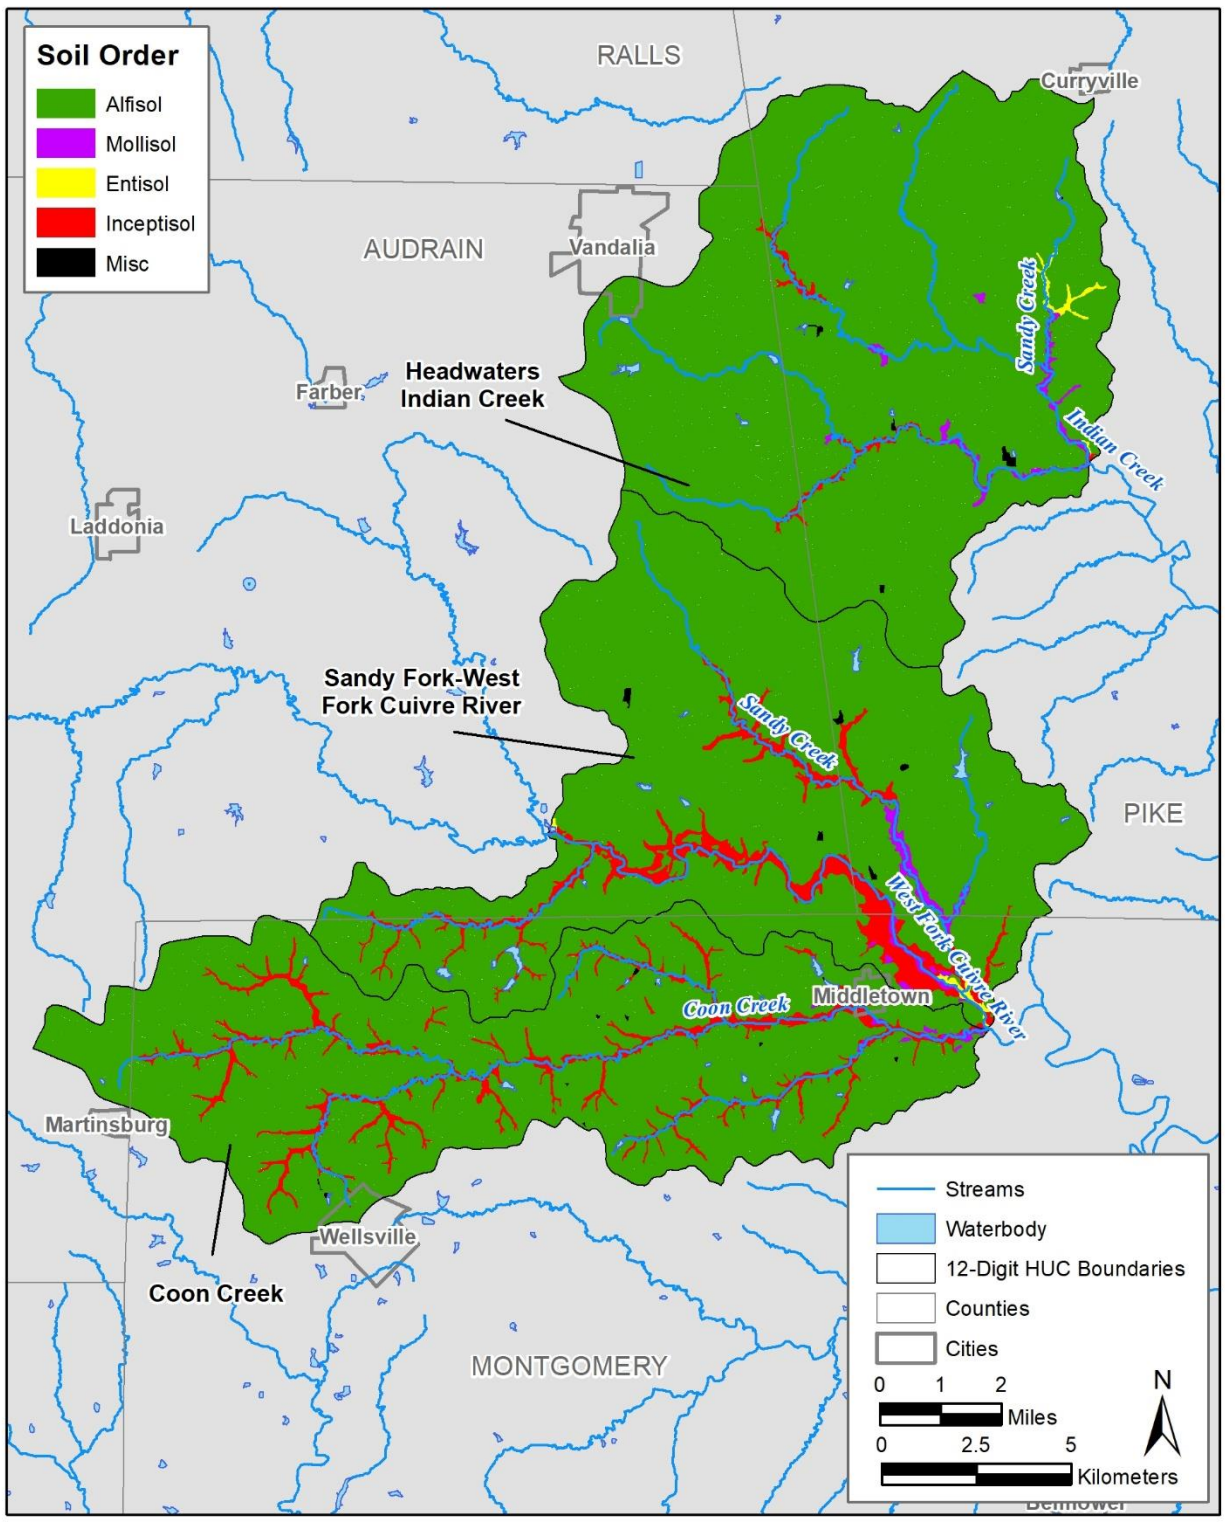 Soil Order
Alfisol
Mollisol
Entisol
Inceptisol
Misc
RALLS
Curryville
AUDRAIN
Vandalia
Sandy Creek
Headwaters
Indian Creek
Farber
Indian Creek
Laddonia
Sandy Fork-West
Fork Cuivre River
Sandy Creek
PIKE
West Fork Cuivre River
Middletown
Coon Creek
Martinsburg
Wellsville
Coon Creek
MONTGOMERY
Streams
Waterbody
12-Digit HUC Boundaries
Counties
Cities
0 1 2
Miles
0 2.5 5
Kilometers
N